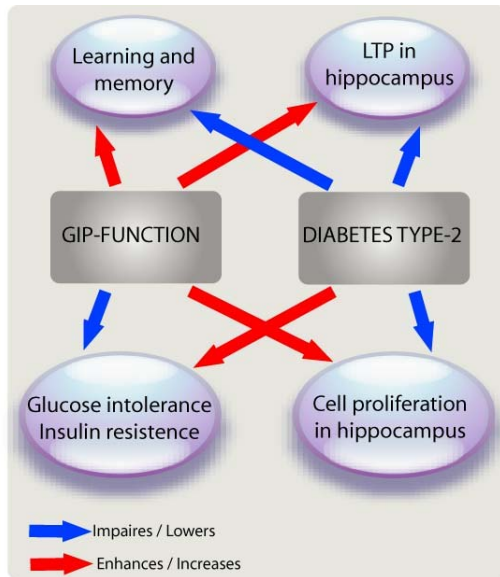 Learning and
memory
LTP in
hippocampus
GIP-FUNCTION
DIABETES TYPE-2
Glucose intolerance
Insulin resistence
Cell proliferation
in hippocampus
Impaires / Lowers
Enhances / Increases